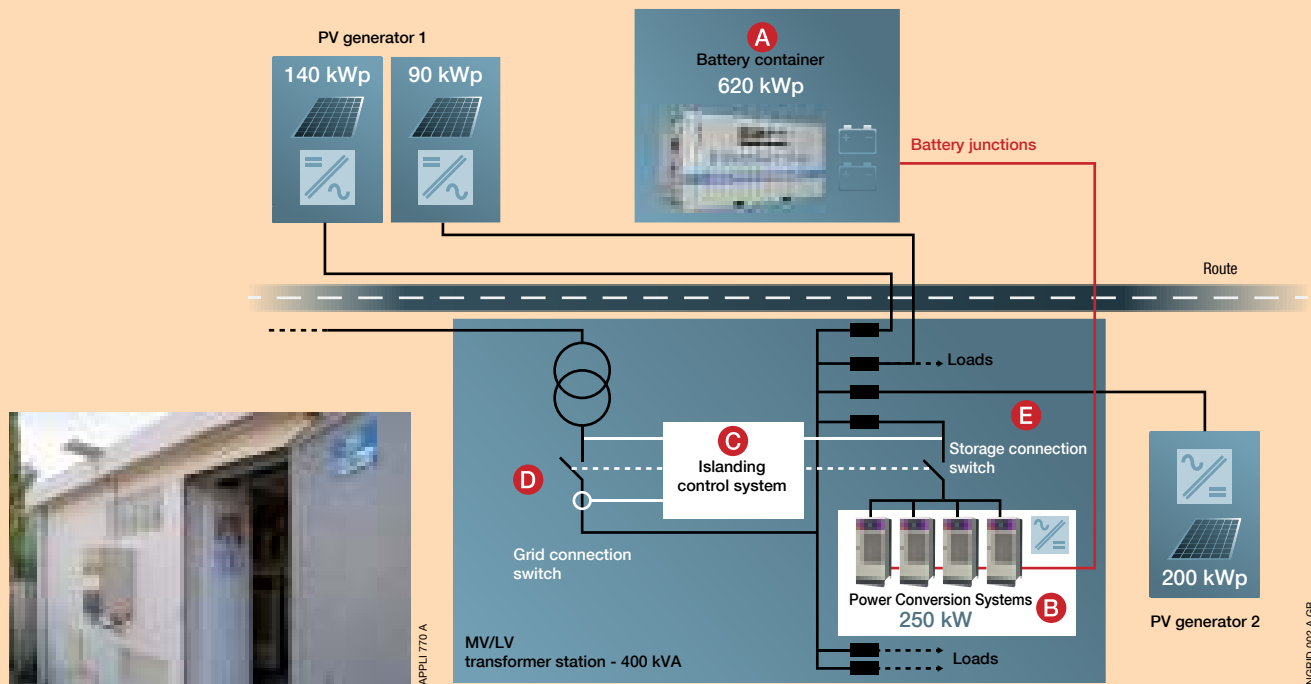 PV generator 1
140 kWp
90 kWp
A
Battery container
620 kWp
Battery junctions
Route
Loads
C
Islanding
control system
E
Storage connection
switch
D
Grid connection
switch
Power Conversion Systems
250 kW
B
200 kWp
PV generator 2
MV/LV
transformer station - 400 kVA
Loads
APPLI 770 A